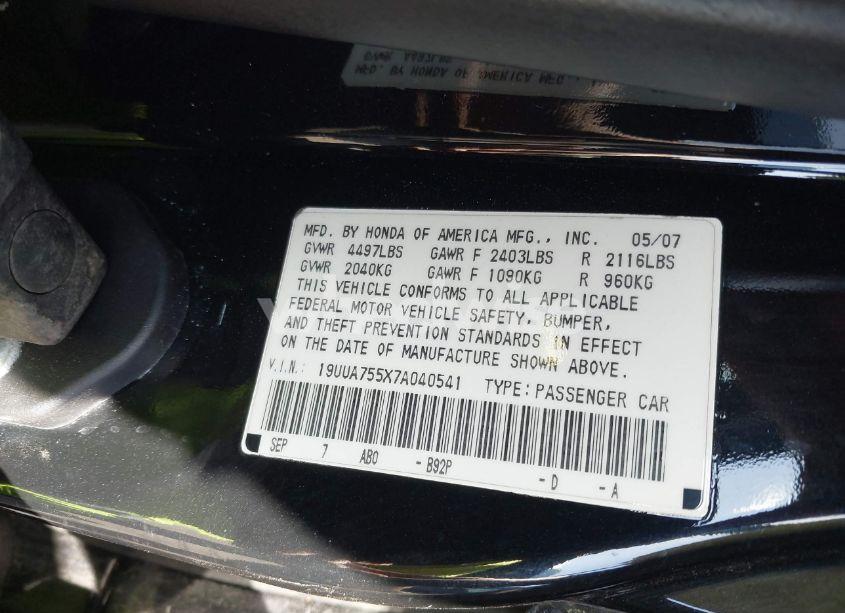 MFD. BY HONDA OF AMERICA MFG., INC. 05/07
GVWR 4497LBS GAWR F 2403LBS R 2116LBS
GVWR 2040KG GAWR F 1090KG R 960KG
THIS VEHICLE CONFORMS TO ALL APPLICABLE
FEDERAL MOTOR VEHICLE SAFETY, BUMPER,
AND THEFT PREVENTION STANDARDS IN EFFECT
ON THE DATE OF MANUFACTURE SHOWN ABOVE.
V.I.N.: 19UUA755X7A040541 TYPE:PASSENGER CAR
SEP 7 AB0 -B92P -D -A